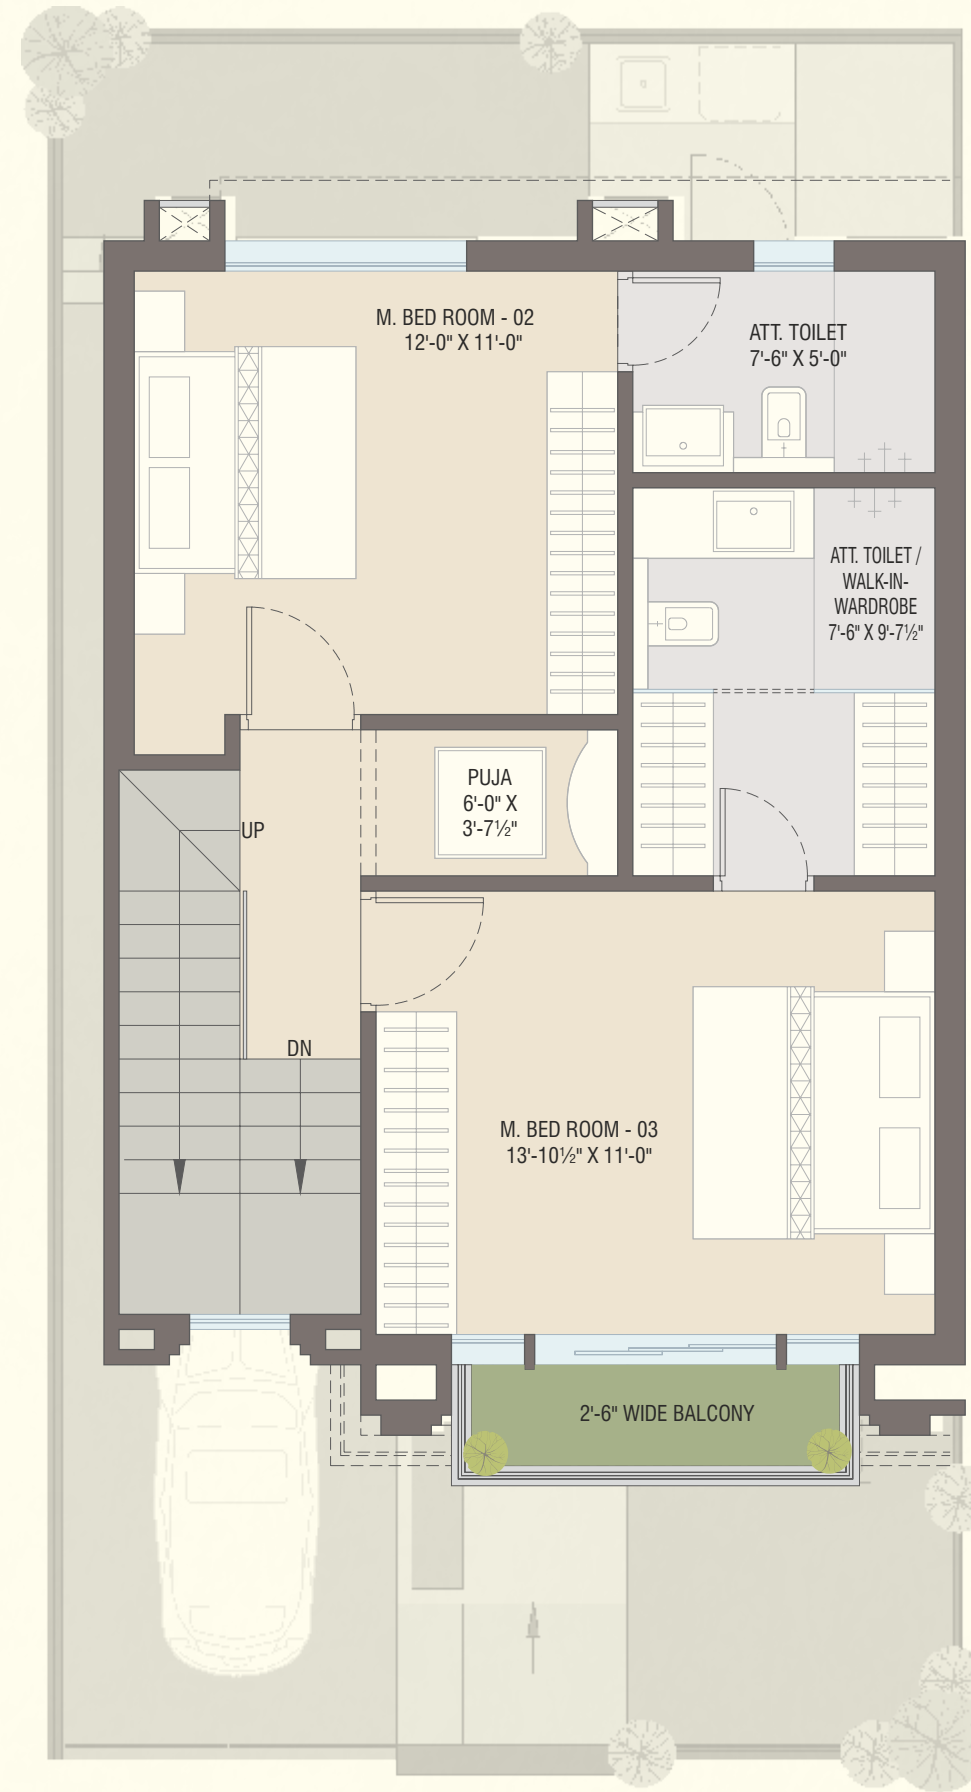 M. BED ROOM - 02
12'-0" X 11'-0"
ATT. TOILET
7'-6" X 5'-0"
ATT. TOILET /
WALK-IN-
WARDROBE
7'-6" X 9'-7½"
PUJA
6'-0" X
3'-7½"
UP
DN
M. BED ROOM - 03
13'-10½" X 11'-0"
2'-6" WIDE BALCONY